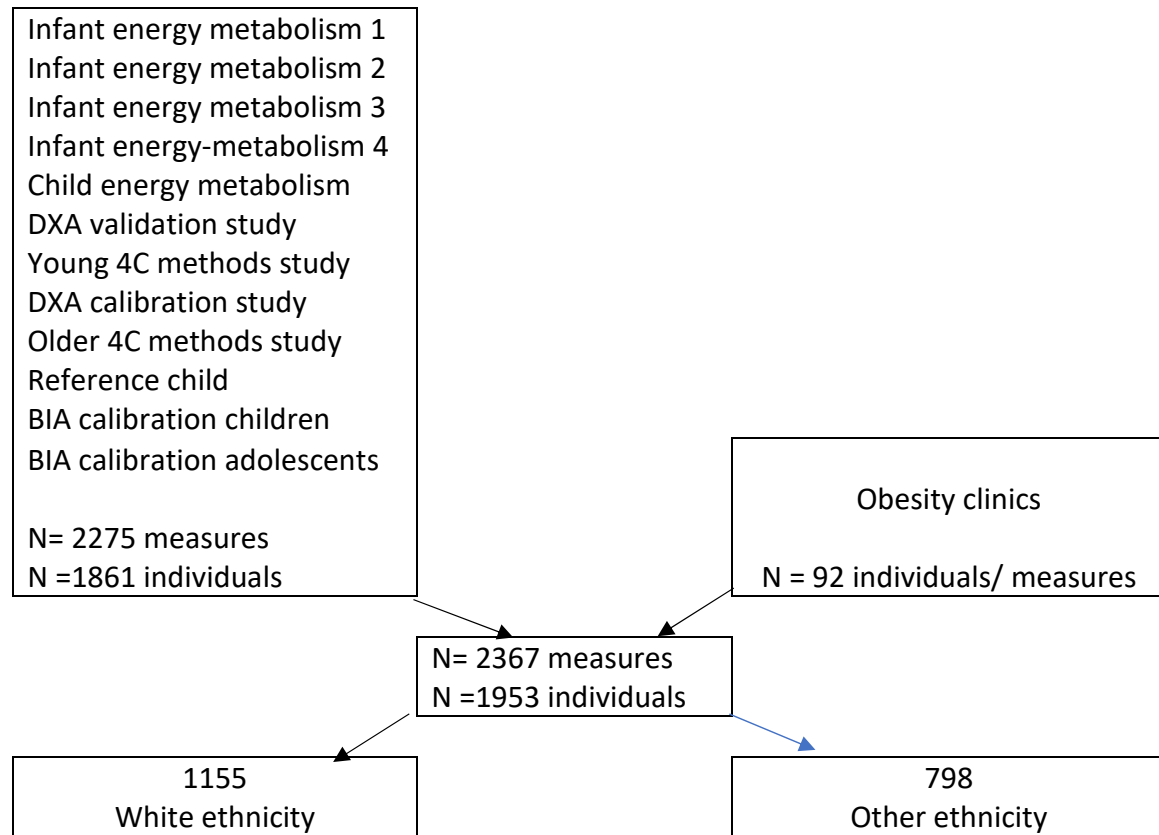 Infant energy metabolism 1
Infant energy metabolism 2
Infant energy metabolism 3
Infant energy-metabolism 4
Child energy metabolism
DXA validation study
Young 4C methods study
DXA calibration study
Older 4C methods study
Reference child
BIA calibration children
BIA calibration adolescents
N= 2275 measures
N =1861 individuals
Obesity clinics
N = 92 individuals/ measures
N= 2367 measures
N =1953 individuals
1155
White ethnicity
798
Other ethnicity